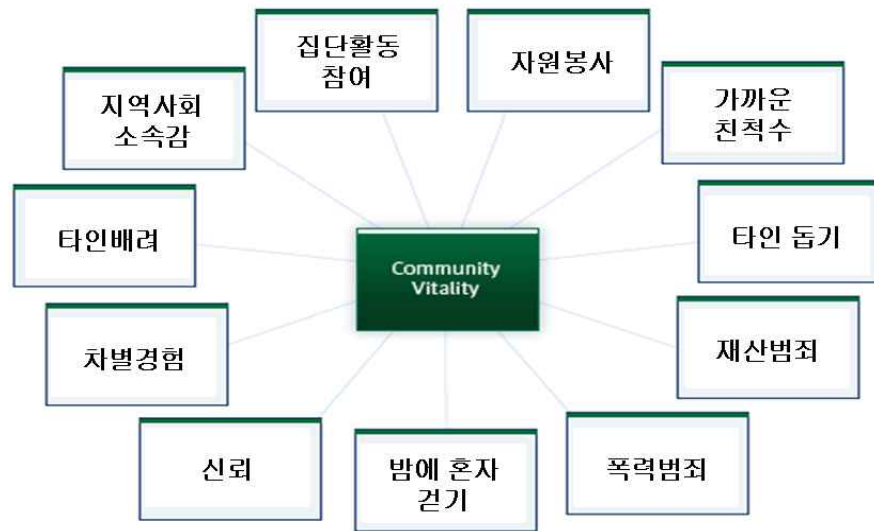 집단활동
참여
자원봉사
지역사회
소속감
가까운
친척수
타인배려
타인 돕기
Community
Vitality
차별경험
재산범죄
신뢰
밤에 혼자
걷기
폭력범죄